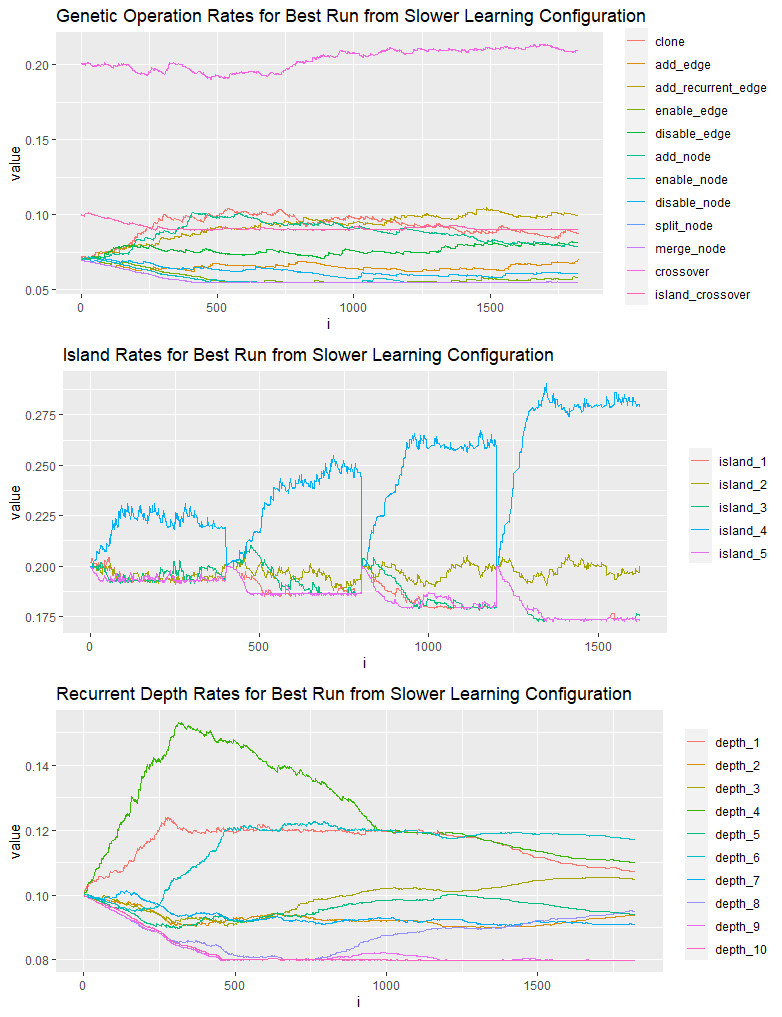 Genetic Operation Rates for Best Run from Slower Learning Configuration
value
0.20
0.15
0.10
0.05
0
500
1000
1500
i
clone
add_edge
add_recurrent_edge
enable_edge
disable_edge
add_node
enable_node
disable_node
split_node
merge_node
crossover
island_crossover
Island Rates for Best Run from Slower Learning Configuration
value
0.275
0.250
0.225
0.200
0.175
0
500
1000
1500
i
island_1
island_2
island_3
island_4
island_5
Recurrent Depth Rates for Best Run from Slower Learning Configuration
value
0.14
0.12
0.10
0.08
0
500
1000
1500
i
depth_1
depth_2
depth_3
depth_4
depth_5
depth_6
depth_7
depth_8
depth_9
depth_10